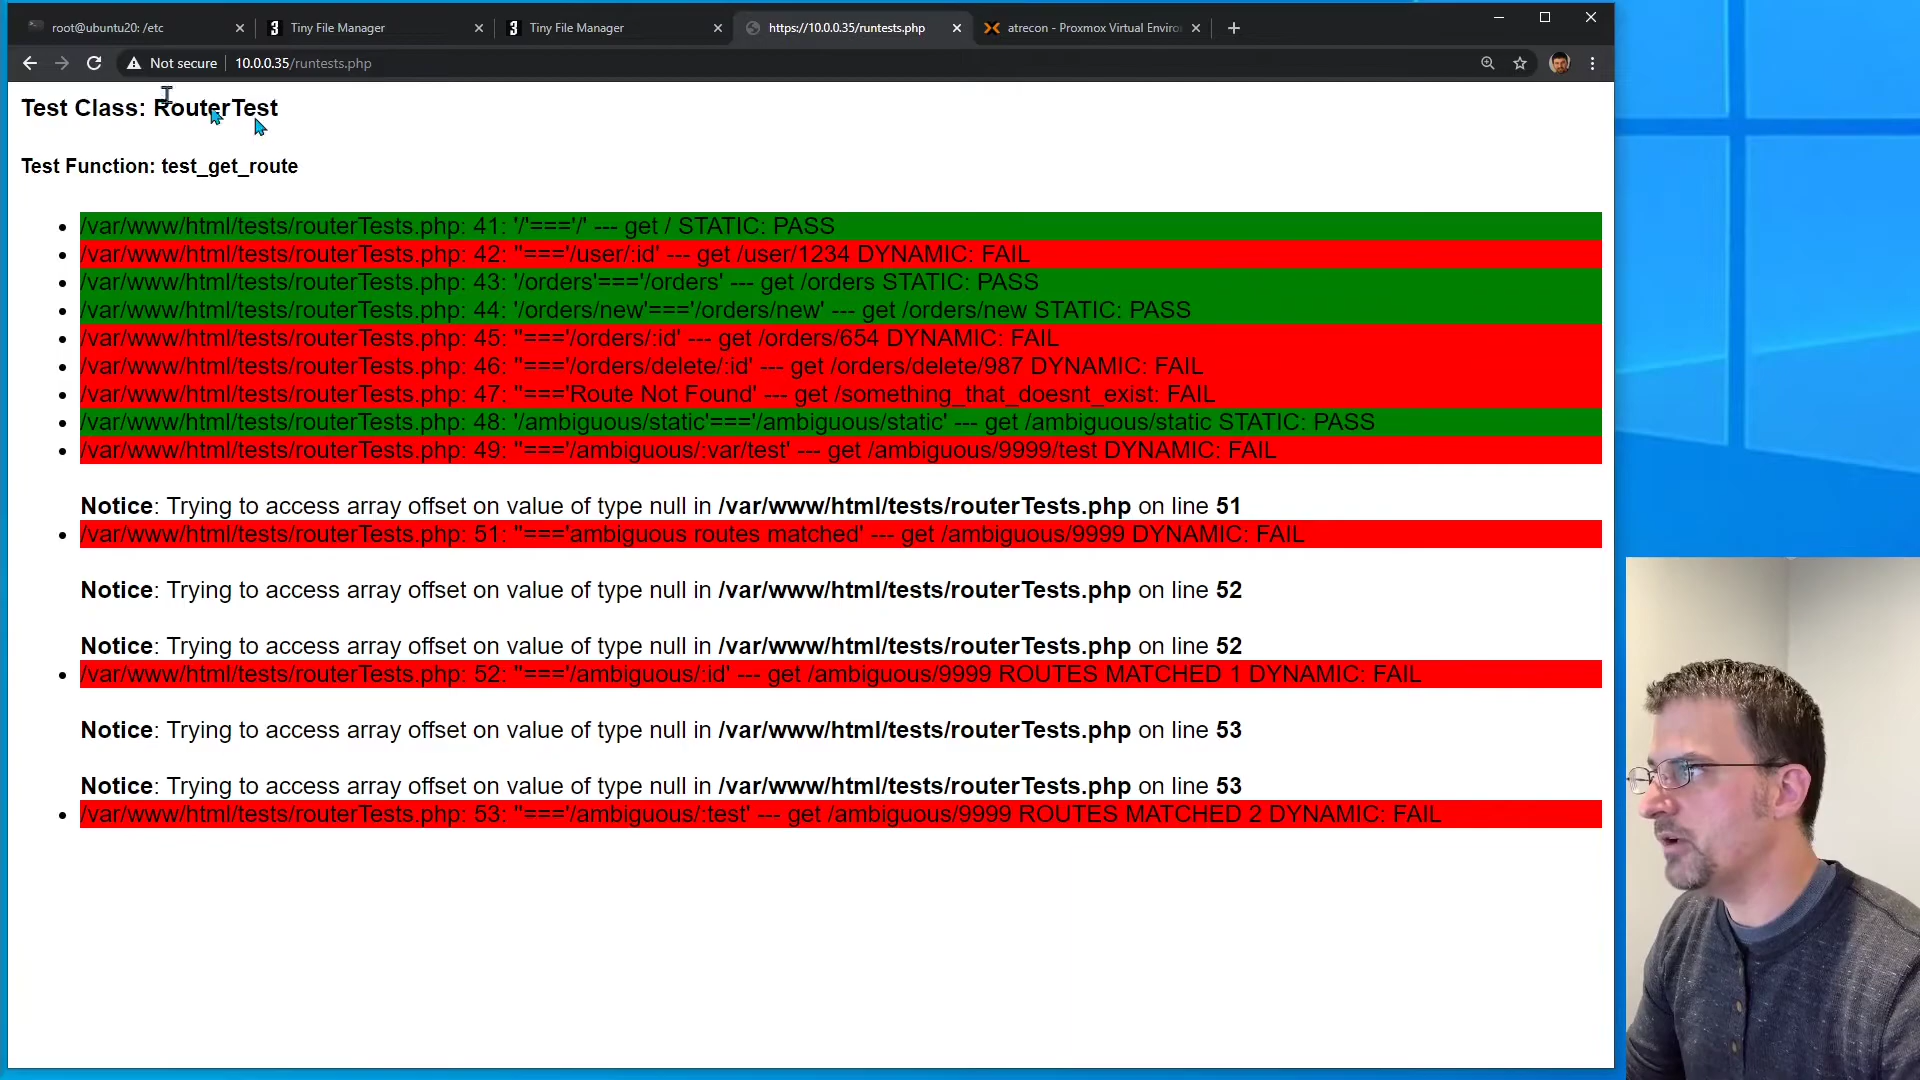 root@ubuntu20: /etc
Tiny File Manager
Tiny File Manager
https://10.0.0.35/runtests.php
atrecon - Proxmox Virtual Enviro
Not secure
10.0.0.35/runtests.php
Test Class: RouterTest
Test Function: test_get_route
/var/www/html/tests/routerTests.php: 41: '/'==='/' --- get / STATIC: PASS
/var/www/html/tests/routerTests.php: 42: ''==='/user/:id' --- get /user/1234 DYNAMIC: FAIL
/var/www/html/tests/routerTests.php: 43: '/orders'==='/orders' --- get /orders STATIC: PASS
/var/www/html/tests/routerTests.php: 44: '/orders/new'==='/orders/new' --- get /orders/new STATIC: PASS
/var/www/html/tests/routerTests.php: 45: ''==='/orders/:id' --- get /orders/654 DYNAMIC: FAIL
/var/www/html/tests/routerTests.php: 46: ''==='/orders/delete/:id' --- get /orders/delete/987 DYNAMIC: FAIL
/var/www/html/tests/routerTests.php: 47: ''==='Route Not Found' --- get /something_that_doesnt_exist: FAIL
/var/www/html/tests/routerTests.php: 48: '/ambiguous/static'==='/ambiguous/static' --- get /ambiguous/static STATIC: PASS
/var/www/html/tests/routerTests.php: 49: ''==='/ambiguous/:var/test' --- get /ambiguous/9999/test DYNAMIC: FAIL
Notice: Trying to access array offset on value of type null in /var/www/html/tests/routerTests.php on line 51
/var/www/html/tests/routerTests.php: 51: ''==='ambiguous routes matched' --- get /ambiguous/9999 DYNAMIC: FAIL
Notice: Trying to access array offset on value of type null in /var/www/html/tests/routerTests.php on line 52
Notice: Trying to access array offset on value of type null in /var/www/html/tests/routerTests.php on line 52
/var/www/html/tests/routerTests.php: 52: ''==='/ambiguous/:id' --- get /ambiguous/9999 ROUTES MATCHED 1 DYNAMIC: FAIL
Notice: Trying to access array offset on value of type null in /var/www/html/tests/routerTests.php on line 53
Notice: Trying to access array offset on value of type null in /var/www/html/tests/routerTests.php on line 53
/var/www/html/tests/routerTests.php: 53: ''==='/ambiguous/:test' --- get /ambiguous/9999 ROUTES MATCHED 2 DYNAMIC: FAIL